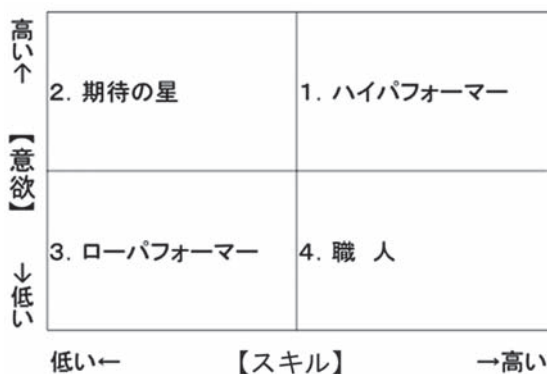 高い↑
【意欲】
↓低い
2. 期待の星
1. ハイパフォーマー
3. ローパフォーマー
4. 職　人
低い←
【スキル】
→高い